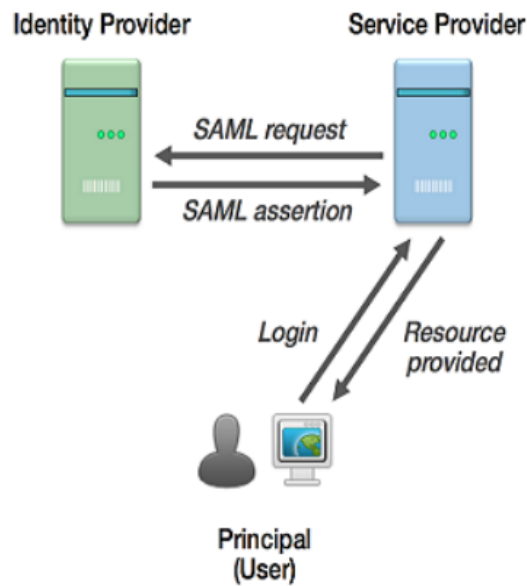 Identity Provider
Service Provider
SAML request
SAML assertion
Login
Resource
provided
Principal
(User)